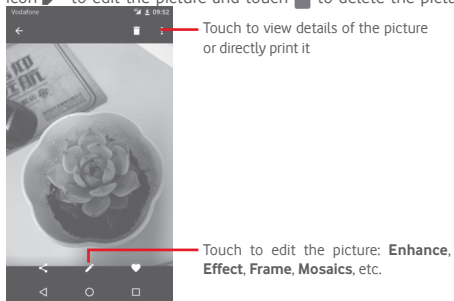 icon to edit the picture and touch to delete the pictur
Vodafone 09:52
Touch to view details of the picture
or directly print it
Touch to edit the picture: Enhance,
Effect, Frame, Mosaics, etc.